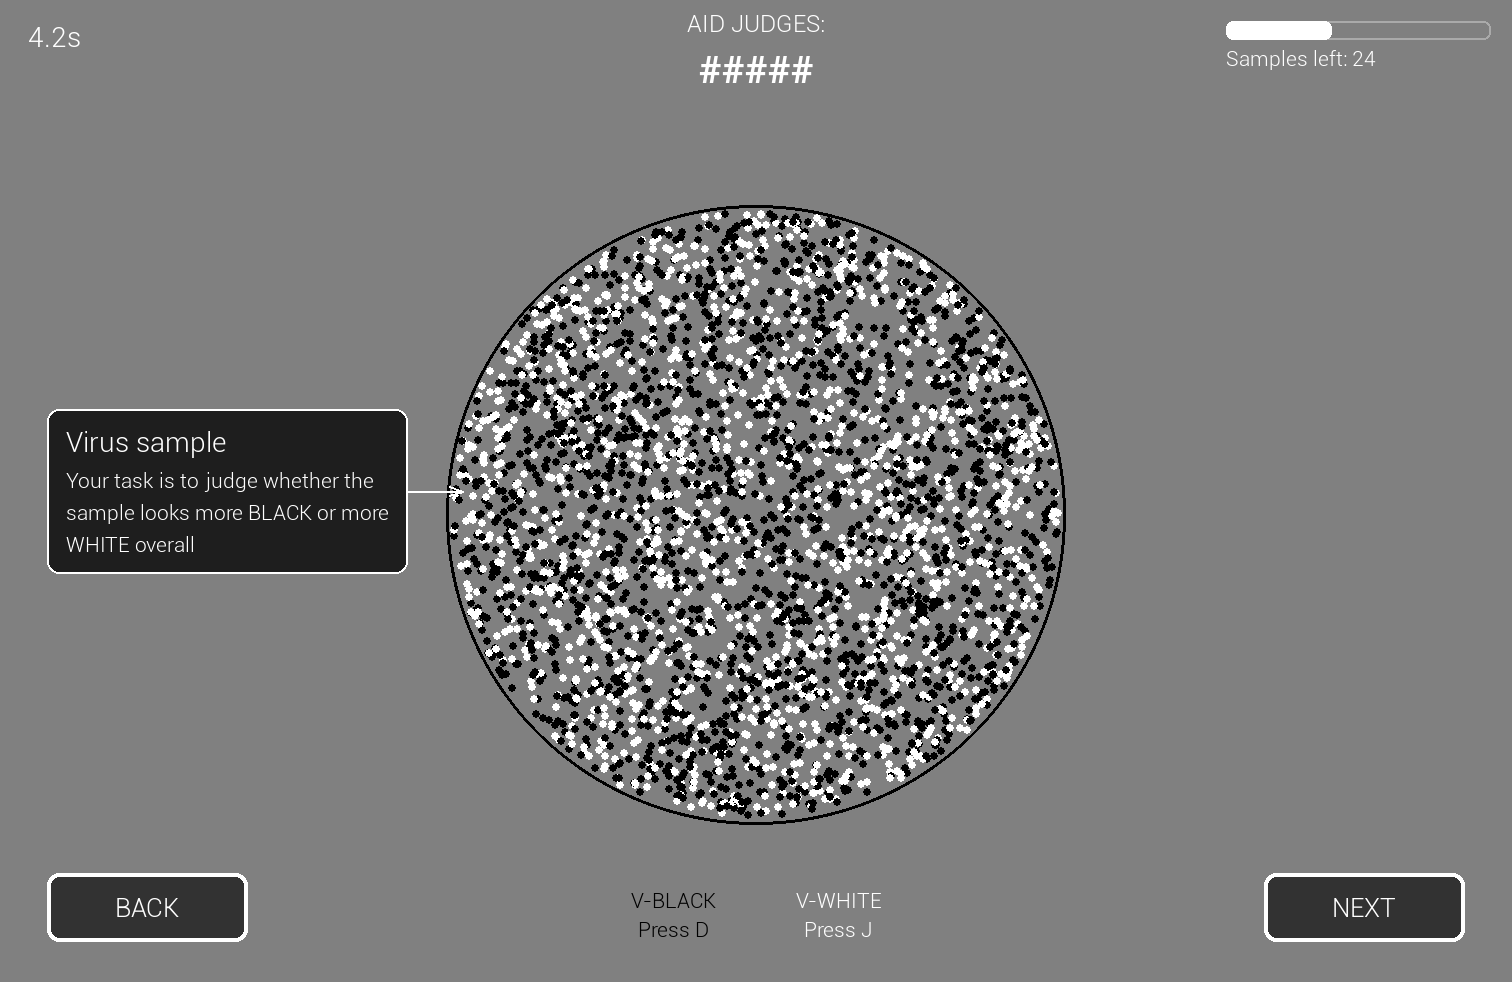 4.2s
AID JUDGES:
#####
Samples left: 24
Virus sample
Your task is to judge whether the
sample looks more BLACK or more
WHITE overall
BACK
V-BLACK
Press D
V-WHITE
Press J
NEXT